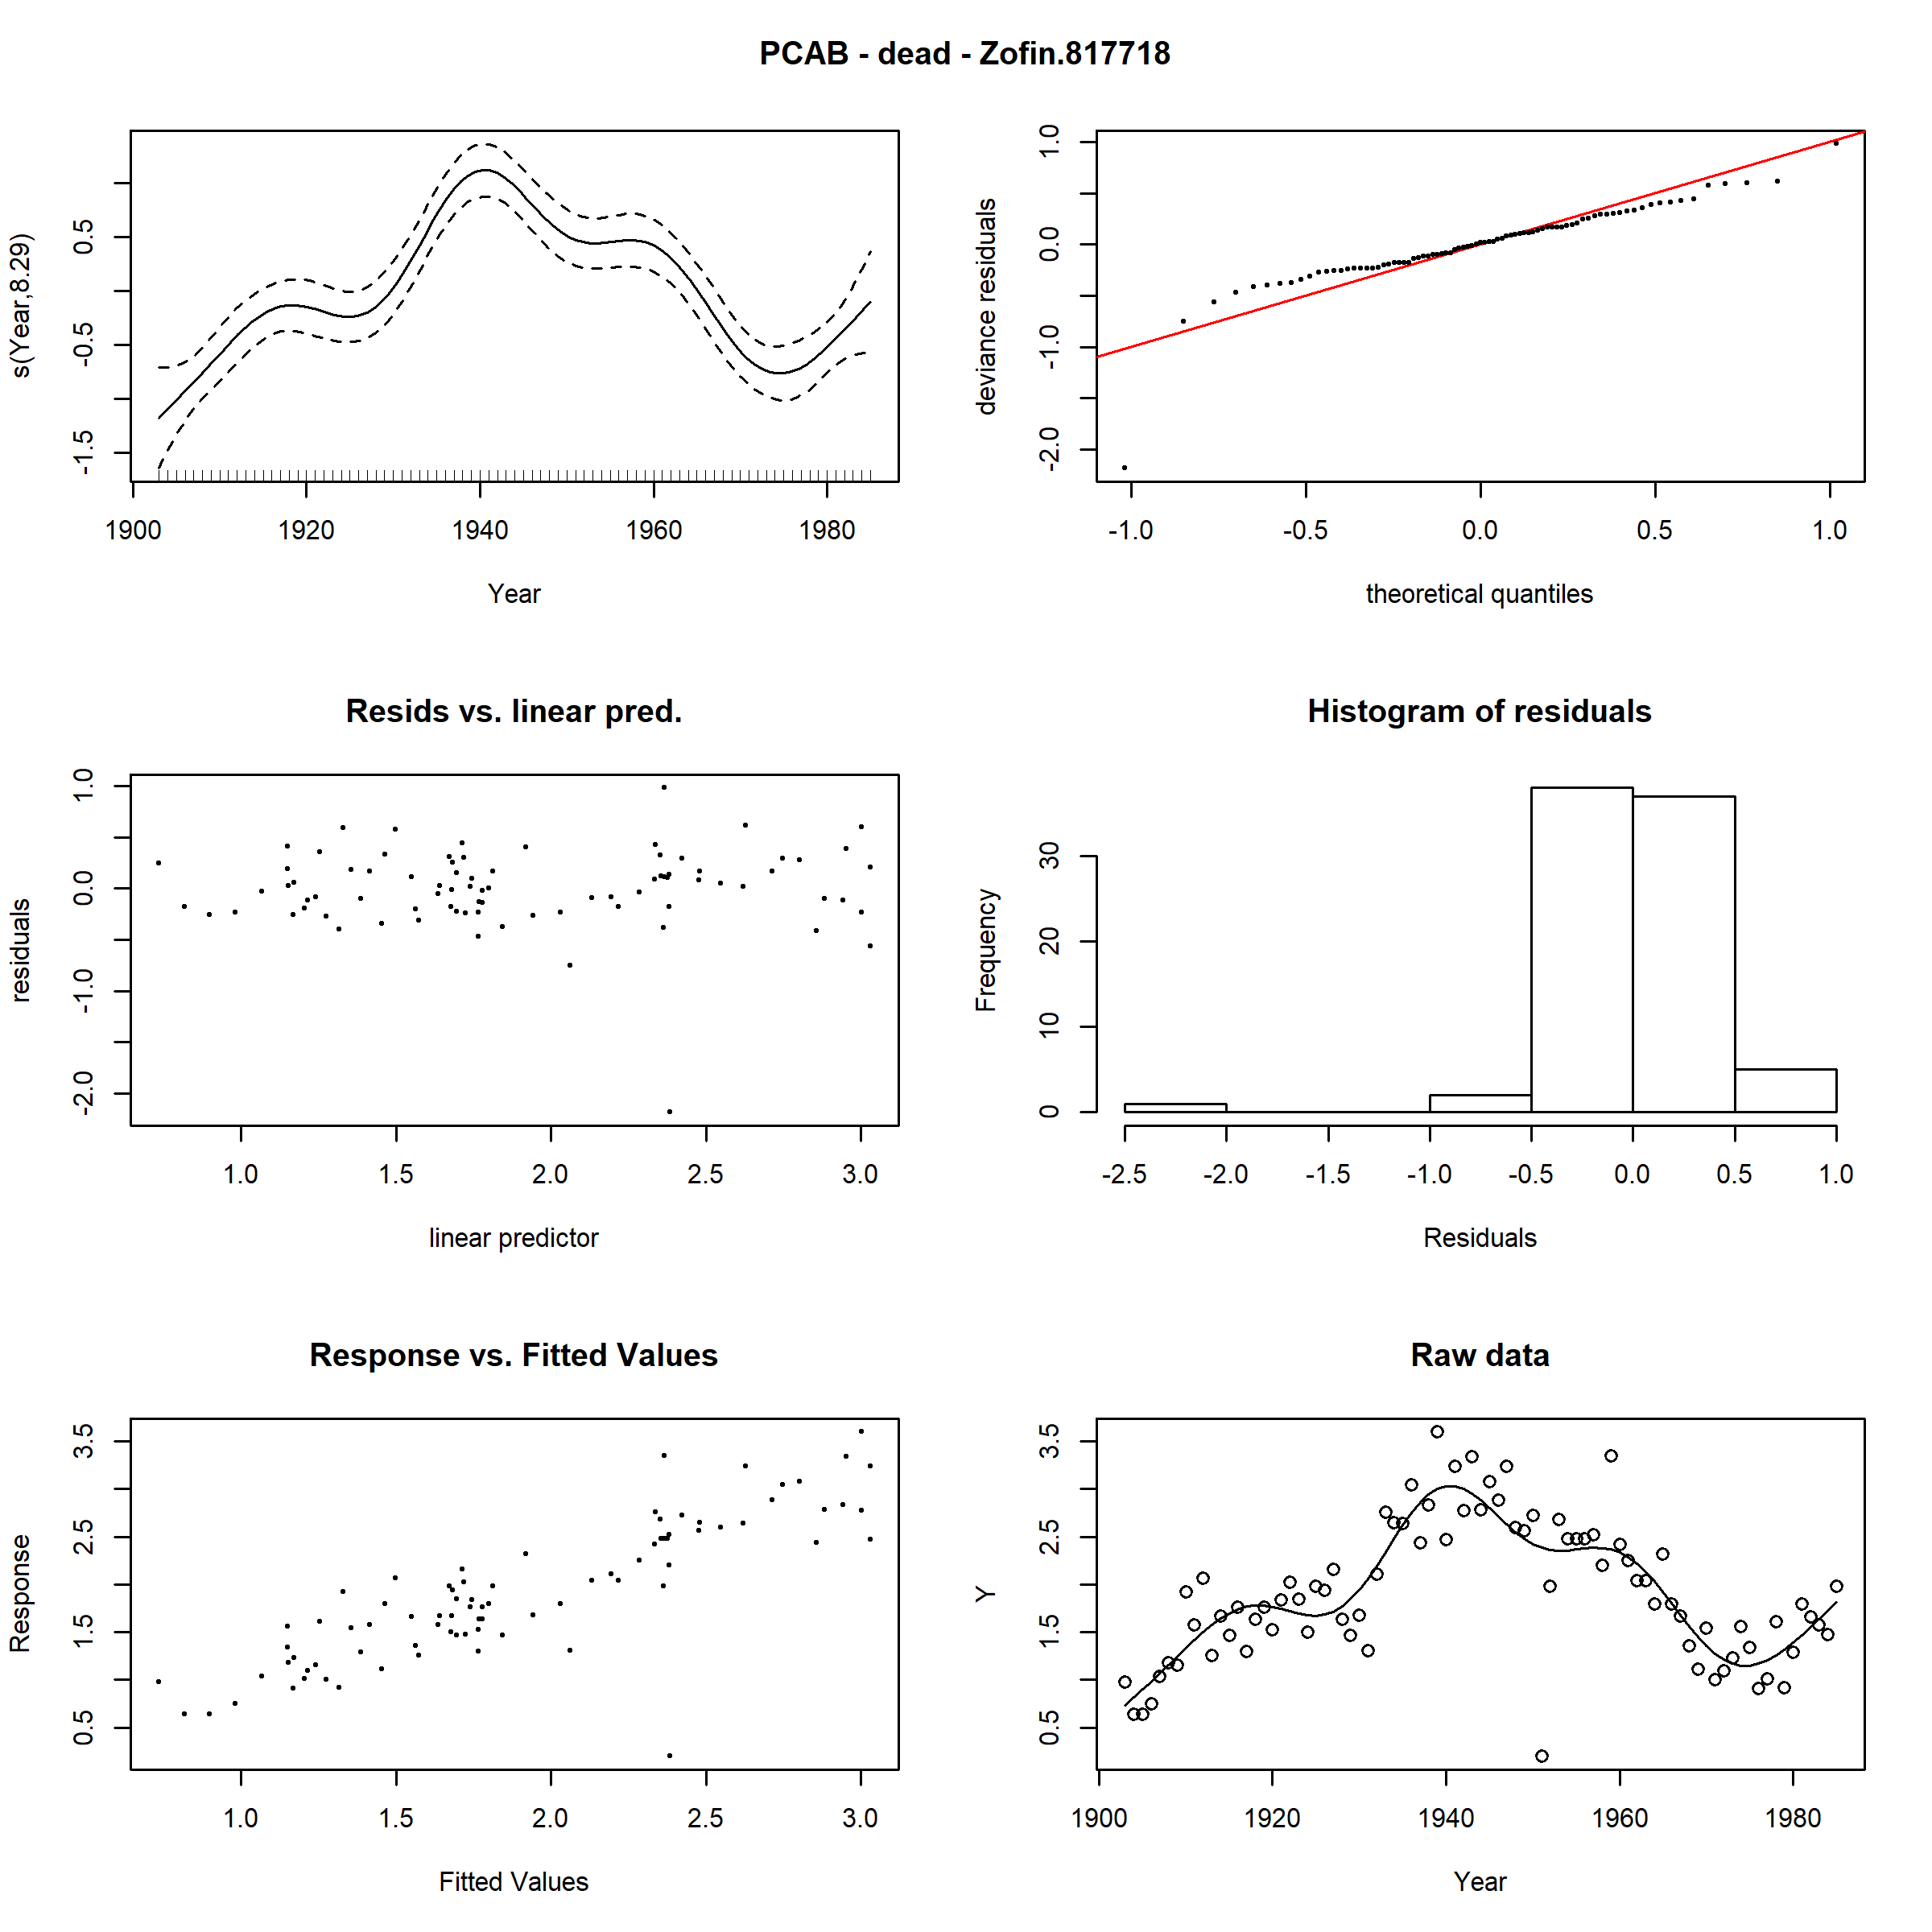 PCAB - dead - Zofin.817718
s(Year,8.29)
0.5
-0.5
-1.5
1900 1920 1940 1960 1980
Year
deviance residuals
1.0
0.0
-1.0
-2.0
-1.0 -0.5 0.0 0.5 1.0
theoretical quantiles
Resids vs. linear pred.
residuals
1.0
0.0
-1.0
-2.0
1.0 1.5 2.0 2.5 3.0
linear predictor
Histogram of residuals
Frequency
30
20
10
0
-2.5 -2.0 -1.5 -1.0 -0.5 0.0 0.5 1.0
Residuals
Response vs. Fitted Values
Response
3.5
2.5
1.5
0.5
1.0 1.5 2.0 2.5 3.0
Fitted Values
Raw data
Y
3.5
2.5
1.5
0.5
1900 1920 1940 1960 1980
Year